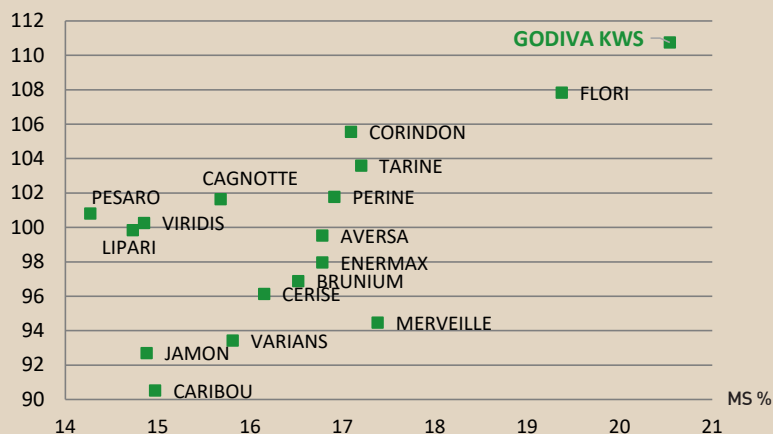 112
110
108
106
104
102
100
98
96
94
92
90
GODIVA KWS
FLORI
CORINDON
TARINE
CAGNOTTE
PESARO
PERINE
VIRIDIS
LIPARI
AVERSA
ENERMAX
BRUNIUM
CERISE
MERVEILLE
VARIANS
JAMON
CARIBOU
MS %
14 15 16 17 18 19 20 21